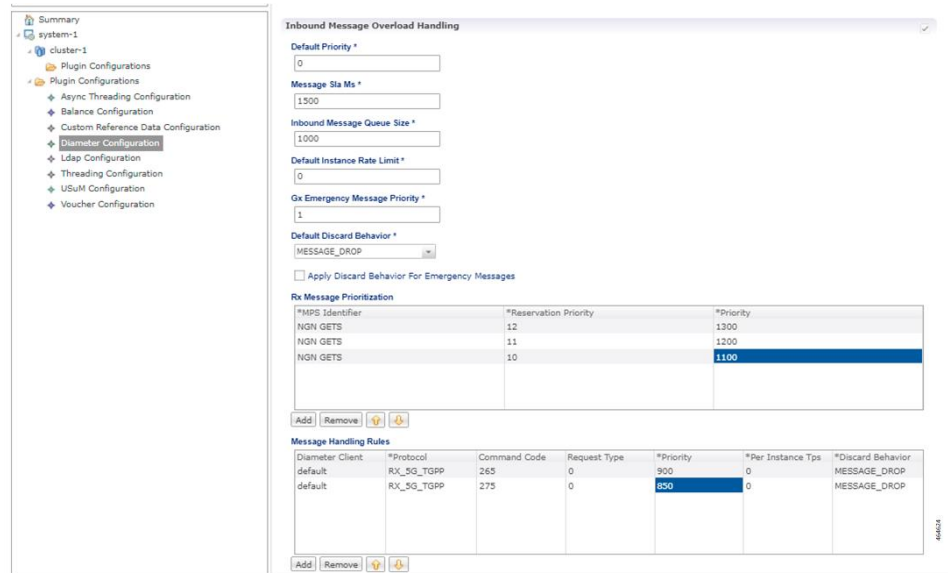 Summary
system-1
cluster-1
Plugin Configurations
Plugin Configurations
Async Threading Configuration
Balance Configuration
Custom Reference Data Configuration
Diameter Configuration
Ldap Configuration
Threading Configuration
USuM Configuration
Voucher Configuration
Inbound Message Overload Handling
Default Priority *
0
Message Sla Ms *
1500
Inbound Message Queue Size *
1000
Default Instance Rate Limit *
0
Gx Emergency Message Priority *
1
Default Discard Behavior *
MESSAGE_DROP
Apply Discard Behavior For Emergency Messages
Rx Message Prioritization
*MPS Identifier *Reservation Priority *Priority
NGN GETS 12 1300
NGN GETS 11 1200
NGN GETS 10 1100
Add Remove
Message Handling Rules
Diameter Client *Protocol Command Code Request Type *Priority *Per Instance Tps *Discard Behavior
default RX_5G_TGPP 265 0 900 0 MESSAGE_DROP
default RX_5G_TGPP 275 0 850 0 MESSAGE_DROP
Add Remove
464624